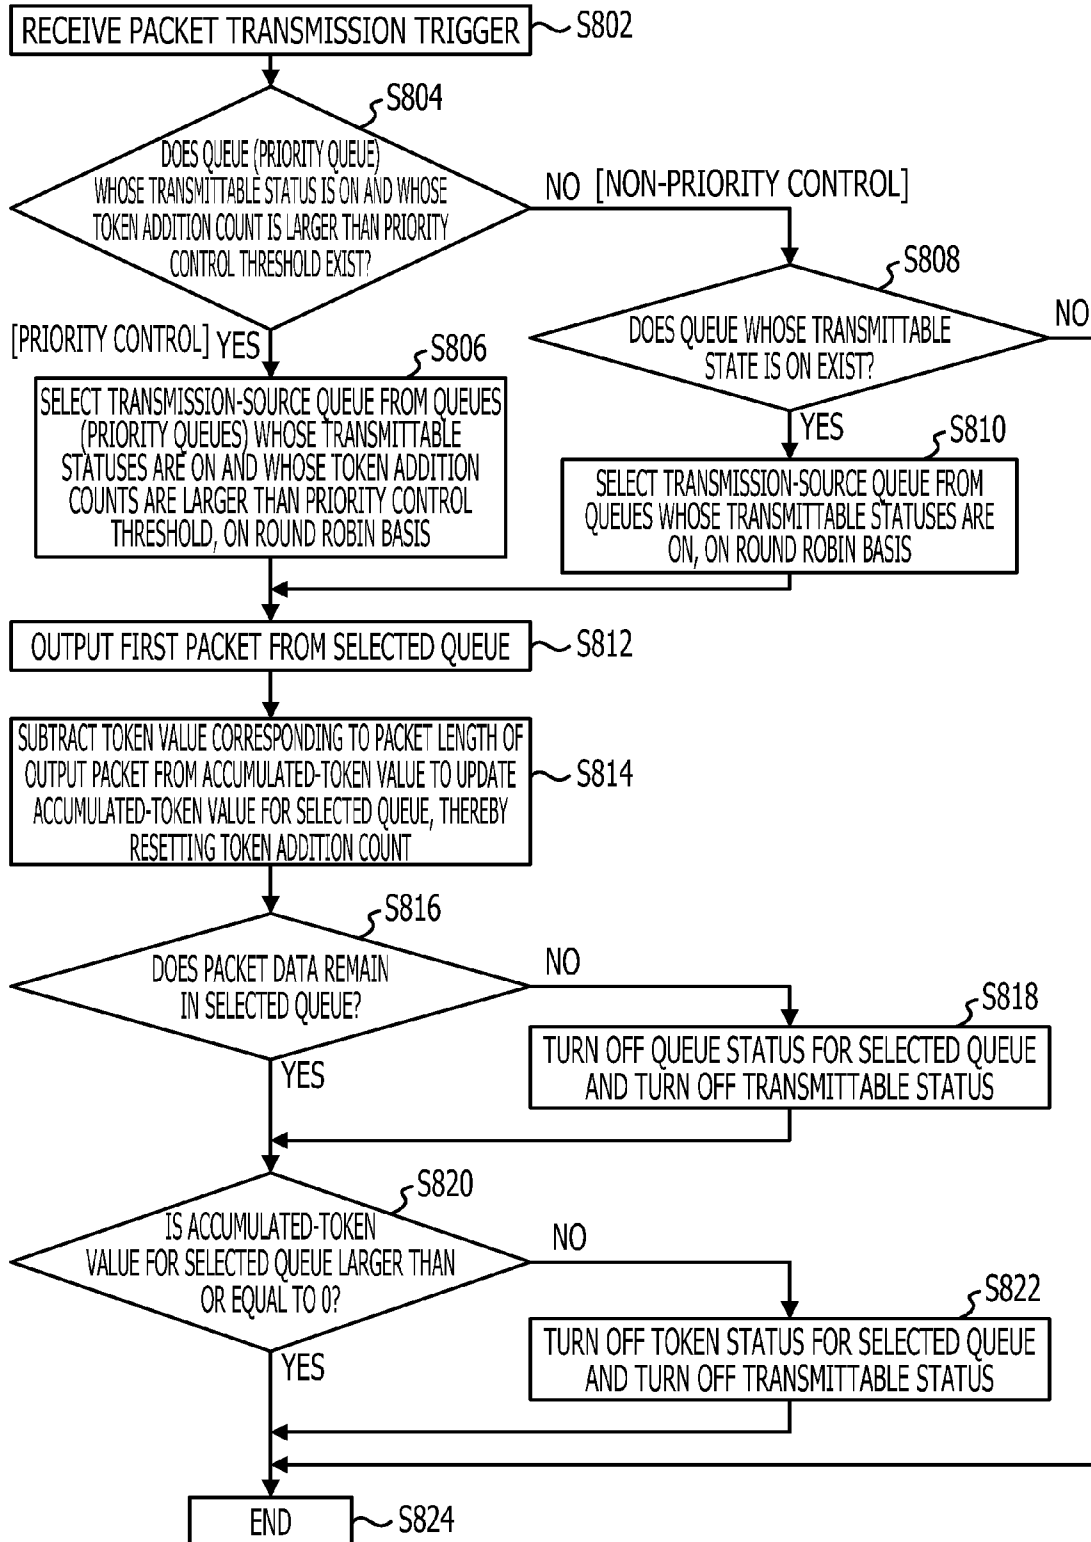 RECEIVE PACKET TRANSMISSION TRIGGER
S802
S804
DOES QUEUE (PRIORITY QUEUE)
WHOSE TRANSMITTABLE STATUS IS ON AND WHOSE
TOKEN ADDITION COUNT IS LARGER THAN PRIORITY
CONTROL THRESHOLD EXIST?
NO [NON-PRIORITY CONTROL]
[PRIORITY CONTROL] YES
S806
SELECT TRANSMISSION-SOURCE QUEUE FROM QUEUES
(PRIORITY QUEUES) WHOSE TRANSMITTABLE
STATUSES ARE ON AND WHOSE TOKEN ADDITION
COUNTS ARE LARGER THAN PRIORITY CONTROL
THRESHOLD, ON ROUND ROBIN BASIS
S808
DOES QUEUE WHOSE TRANSMITTABLE
STATE IS ON EXIST?
NO
YES
S810
SELECT TRANSMISSION-SOURCE QUEUE FROM
QUEUES WHOSE TRANSMITTABLE STATUSES ARE
ON, ON ROUND ROBIN BASIS
OUTPUT FIRST PACKET FROM SELECTED QUEUE
S812
SUBTRACT TOKEN VALUE CORRESPONDING TO PACKET LENGTH OF
OUTPUT PACKET FROM ACCUMULATED-TOKEN VALUE TO UPDATE
ACCUMULATED-TOKEN VALUE FOR SELECTED QUEUE, THEREBY
RESETTING TOKEN ADDITION COUNT
S814
S816
DOES PACKET DATA REMAIN
IN SELECTED QUEUE?
NO
YES
S818
TURN OFF QUEUE STATUS FOR SELECTED QUEUE
AND TURN OFF TRANSMITTABLE STATUS
S820
IS ACCUMULATED-TOKEN
VALUE FOR SELECTED QUEUE LARGER THAN
OR EQUAL TO 0?
NO
YES
S822
TURN OFF TOKEN STATUS FOR SELECTED QUEUE
AND TURN OFF TRANSMITTABLE STATUS
END
S824